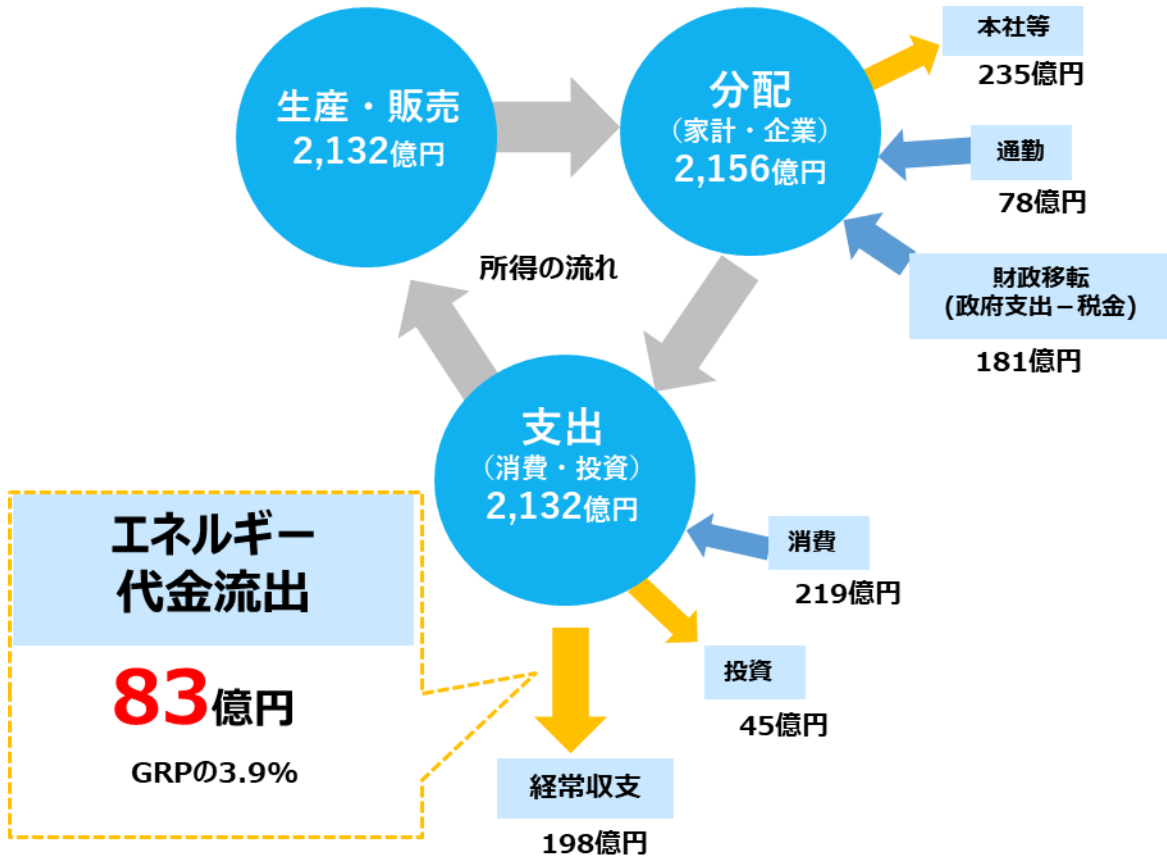 生産・販売
2,132億円
分配
（家計・企業）
2,156億円
本社等
235億円
通勤
78億円
財政移転
(政府支出－税金)
181億円
所得の流れ
支出
（消費・投資）
2,132億円
消費
219億円
投資
45億円
経常収支
198億円
エネルギー
代金流出
83億円
GRPの3.9%